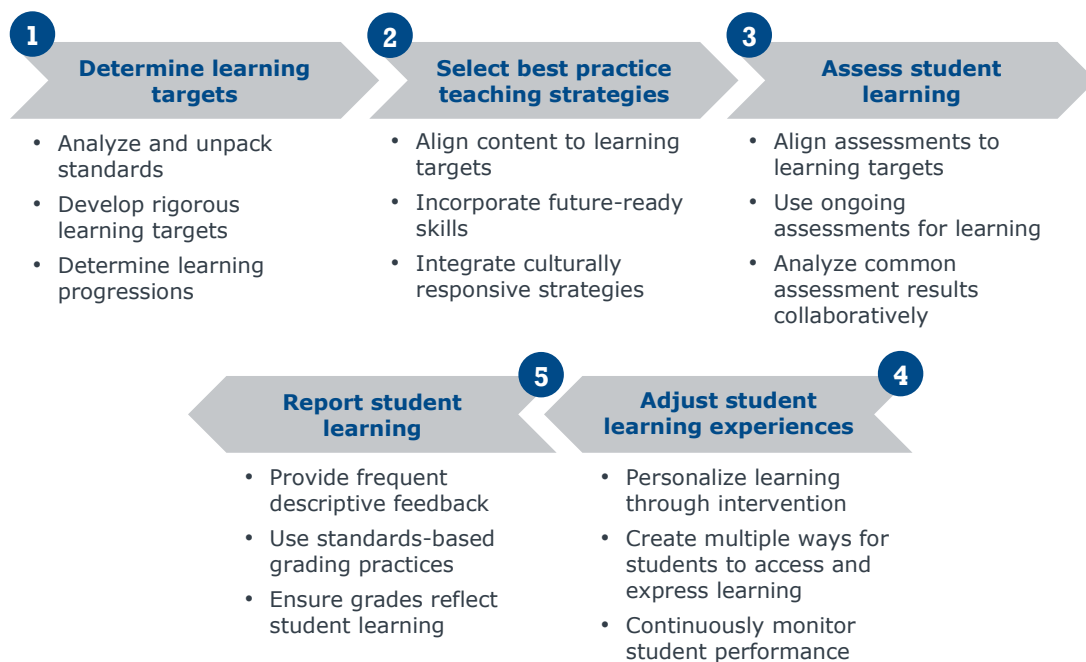 1
Determine learning
targets
• Analyze and unpack
standards
• Develop rigorous
learning targets
• Determine learning
progressions
2
Select best practice
teaching strategies
• Align content to learning
targets
• Incorporate future-ready
skills
• Integrate culturally
responsive strategies
3
Assess student
learning
• Align assessments to
learning targets
• Use ongoing
assessments for learning
• Analyze common
assessment results
collaboratively
4
Adjust student
learning experiences
• Personalize learning
through intervention
• Create multiple ways for
students to access and
express learning
• Continuously monitor
student performance
5
Report student
learning
• Provide frequent
descriptive feedback
• Use standards-based
grading practices
• Ensure grades reflect
student learning